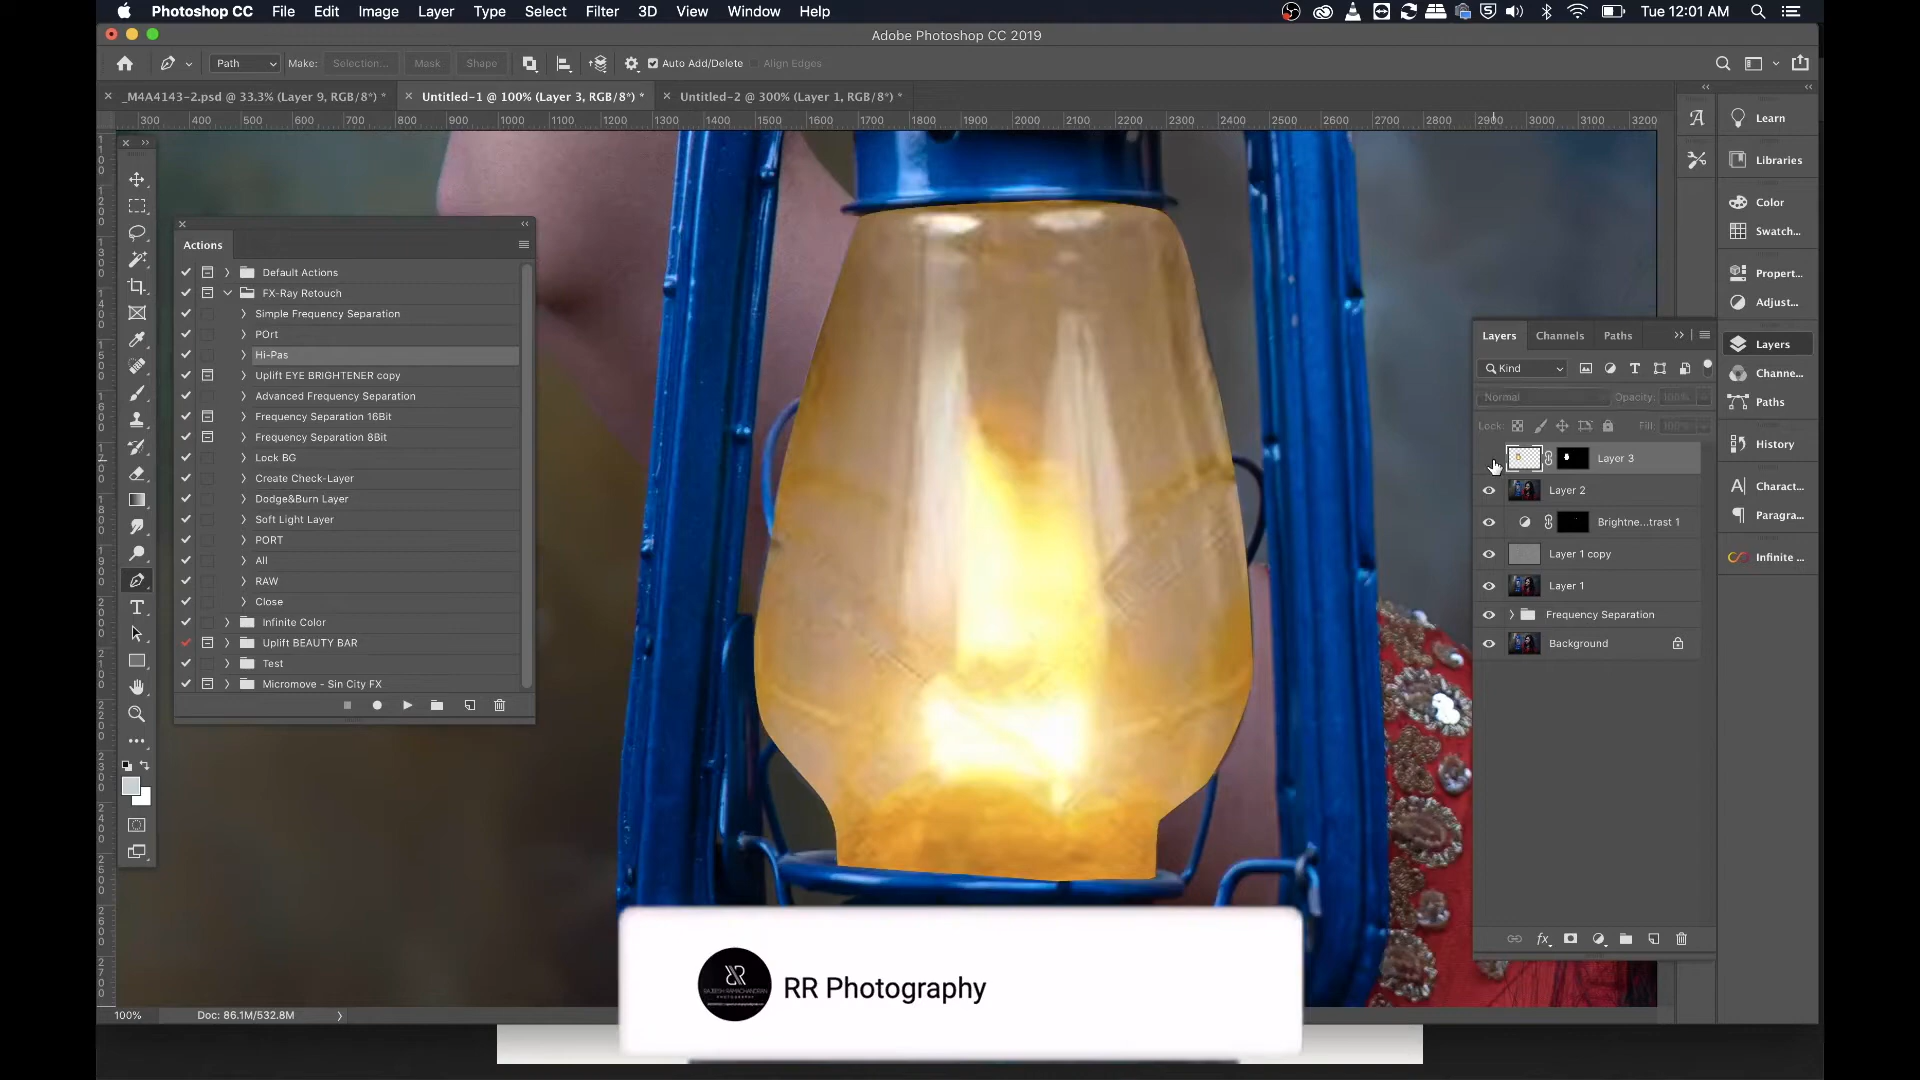 Photoshop CC File Edit Image Layer Type Select Filter 3D View Window Help Tue 12:01 AM
Adobe Photoshop CC 2019
Path Make: Selection... Mask Shape Auto Add/Delete Align Edges
_M4A4143-2.psd @ 33.3% (Layer 9, RGB/8*) * Untitled-1 @ 100% (Layer 3, RGB/8*) * Untitled-2 @ 300% (Layer 1, RGB/8*) *
300 400 500 600 700 800 900 1000 1100 1200 1300 1400 1500 1600 1700 1800 1900 2000 2100 2200 2300 2400 2500 2600 2700 2800 2900 3000 3100 3200
Actions
Default Actions
FX-Ray Retouch
Simple Frequency Separation
POrt
Hi-Pas
Uplift EYE BRIGHTENER copy
Advanced Frequency Separation
Frequency Separation 16Bit
Frequency Separation 8Bit
Lock BG
Create Check-Layer
Dodge&Burn Layer
Soft Light Layer
PORT
All
RAW
Close
Infinite Color
Uplift BEAUTY BAR
Test
Micromove - Sin City FX
Layers Channels Paths
Kind
Normal Opacity: 100%
Lock: Fill: 100%
Layer 3
Layer 2
Brightne...trast 1
Layer 1 copy
Layer 1
Frequency Separation
Background
fx
Learn
Libraries
Color
Swatch...
Propert...
Adjust...
Layers
Channe...
Paths
History
Charact...
Paragra...
Infinite ...
RAJEESH RAMACHANDRAN
PHOTOGRAPHY
RR Photography
100% Doc: 86.1M/532.8M